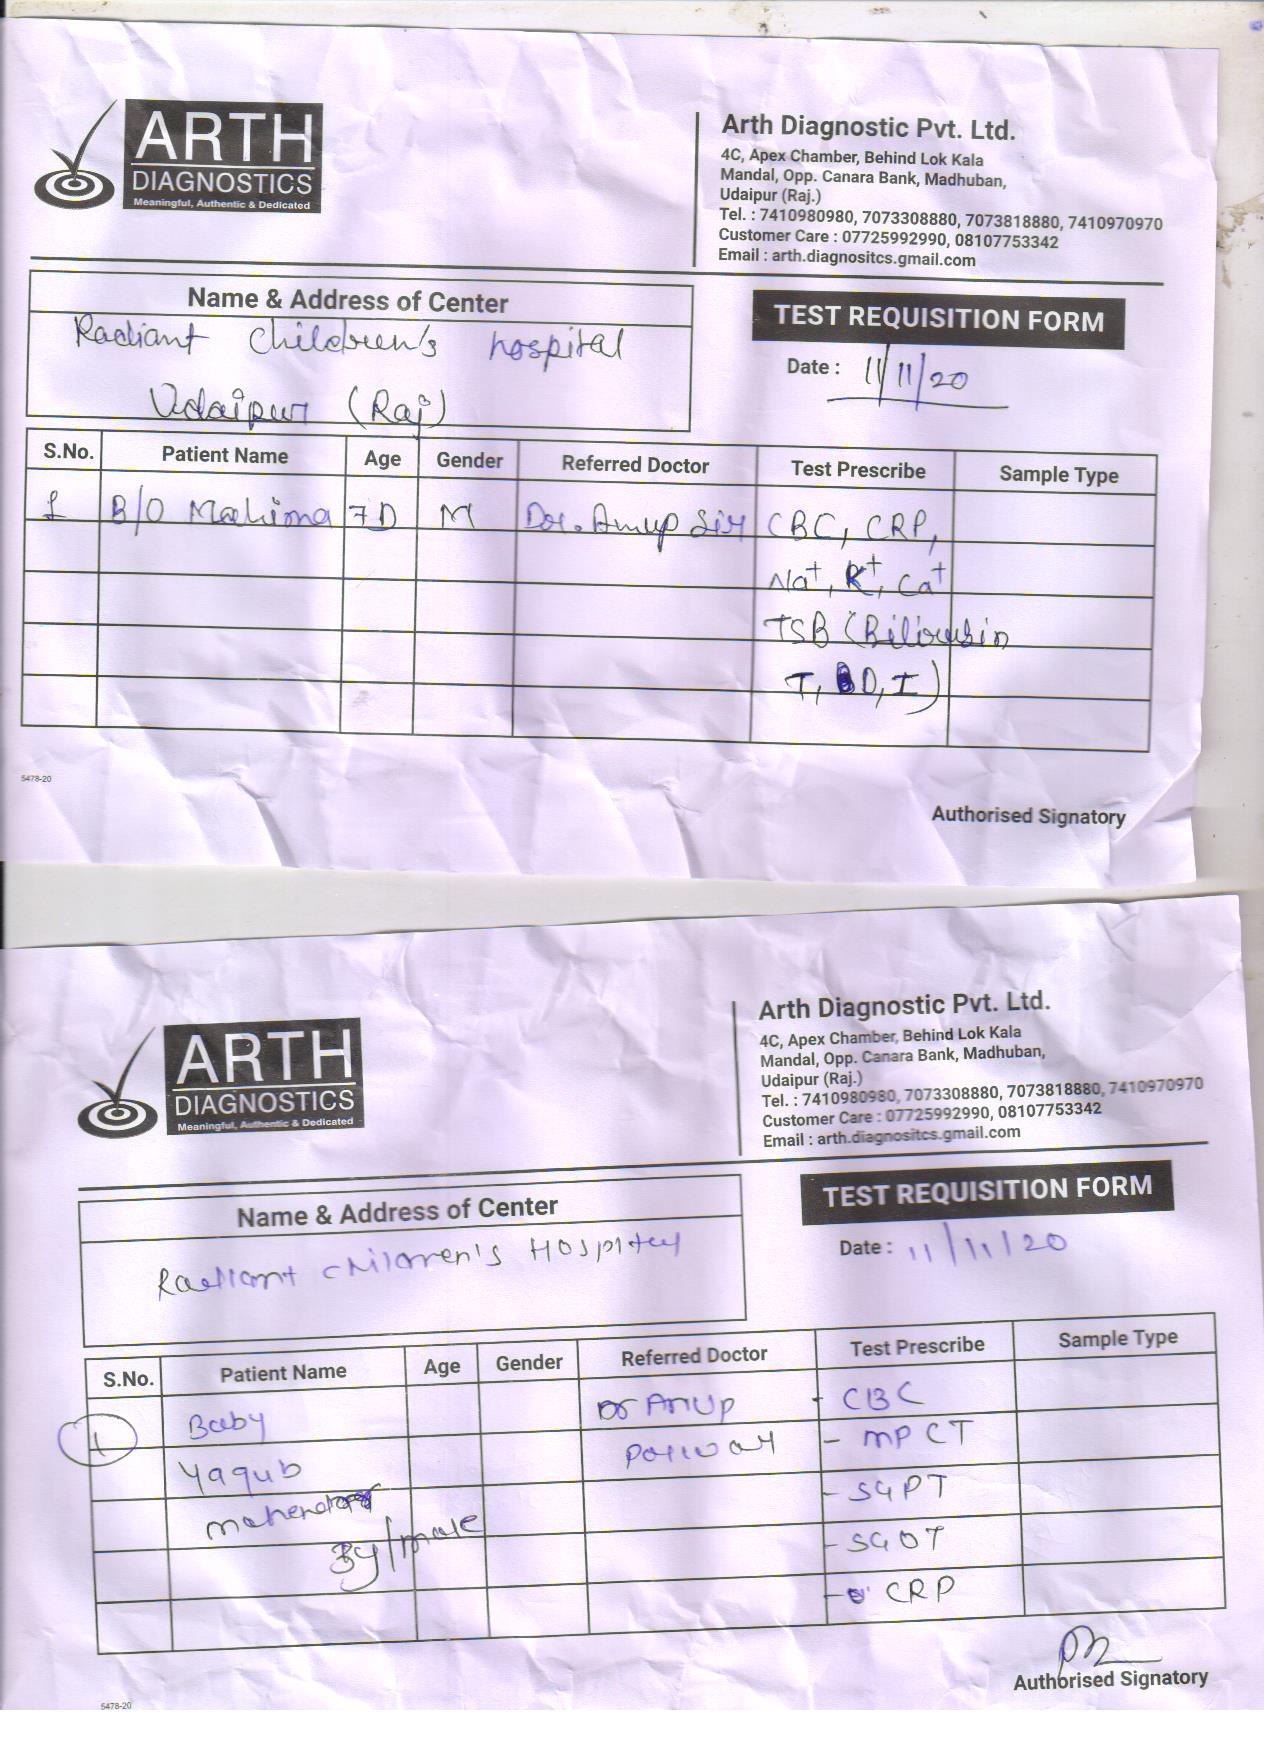 ARTH
DIAGNOSTICS
Meaningful, Authentic & Dedicated
Arth Diagnostic Pvt. Ltd.
4C, Apex Chamber, Behind Lok Kala
Mandal, Opp. Canara Bank, Madhuban,
Udaipur (Raj.)
Tel. : 7410980980, 7073308880, 7073818880, 7410970970
Customer Care : 07725992990, 08107753342
Email : arth.diagnositcs.gmail.com
Name & Address of Center
Radiant Children's hospital
Udaipur (Raj)
TEST REQUISITION FORM
Date : 11/11/20
S.No. Patient Name Age Gender Referred Doctor Test Prescribe Sample Type
1 B/O Mahima 7D M Dr. Anup Sir CBC, CRP,
Na+, K+, Ca+
TSB (Bilirubin
T, D, I)
5478-20
Authorised Signatory
ARTH
DIAGNOSTICS
Meaningful, Authentic & Dedicated
Arth Diagnostic Pvt. Ltd.
4C, Apex Chamber, Behind Lok Kala
Mandal, Opp. Canara Bank, Madhuban,
Udaipur (Raj.)
Tel. : 7410980980, 7073308880, 7073818880, 7410970970
Customer Care : 07725992990, 08107753342
Email : arth.diagnositcs.gmail.com
Name & Address of Center
Radiant Children's Hospital
TEST REQUISITION FORM
Date : 11/11/20
S.No. Patient Name Age Gender Referred Doctor Test Prescribe Sample Type
1 Baby Dr Anup - CBC
Yaqub Porwal - MPCT
- SGPT
3y/male - SGOT
- CRP
Authorised Signatory
5478-20